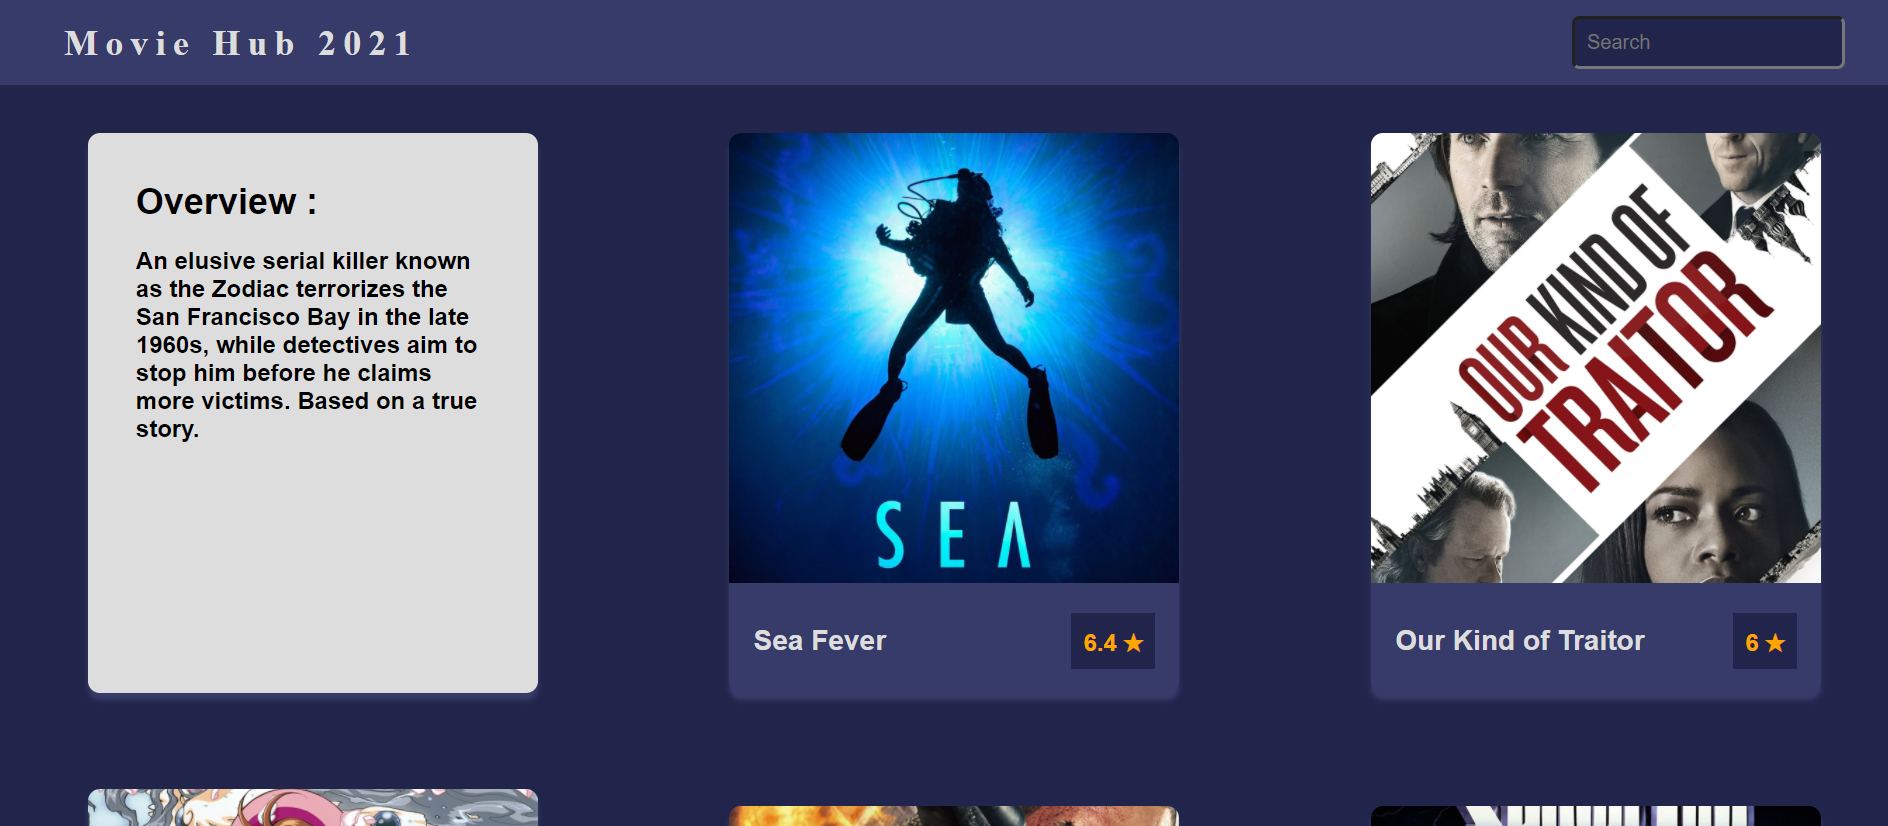 Movie Hub 2021
Search
Overview :
An elusive serial killer known
as the Zodiac terrorizes the
San Francisco Bay in the late
1960s, while detectives aim to
stop him before he claims
more victims. Based on a true
story.
SEA
Sea Fever
6.4 ★
OUR KIND OF
TRAITOR
Our Kind of Traitor
6 ★